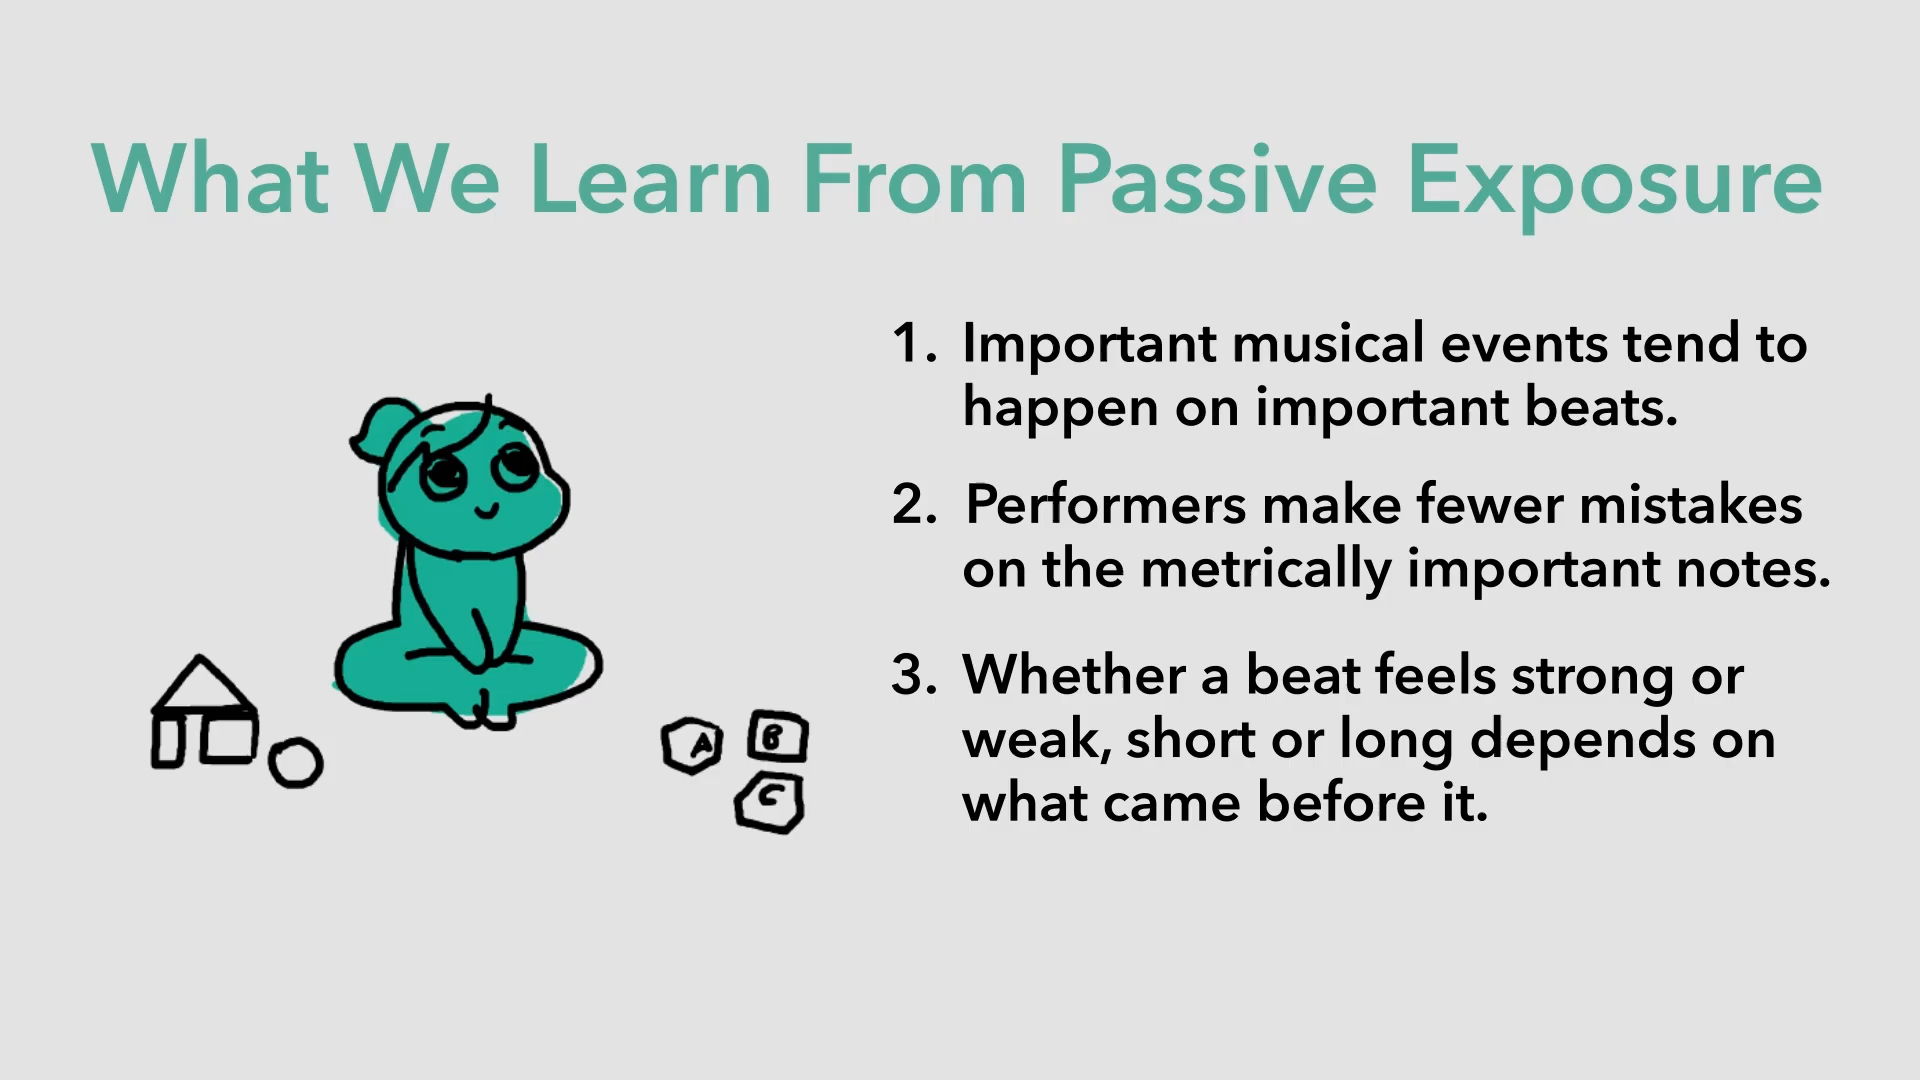 What We Learn From Passive Exposure
1. Important musical events tend to
happen on important beats.
2. Performers make fewer mistakes
on the metrically important notes.
3. Whether a beat feels strong or
weak, short or long depends on
what came before it.
A
B
C